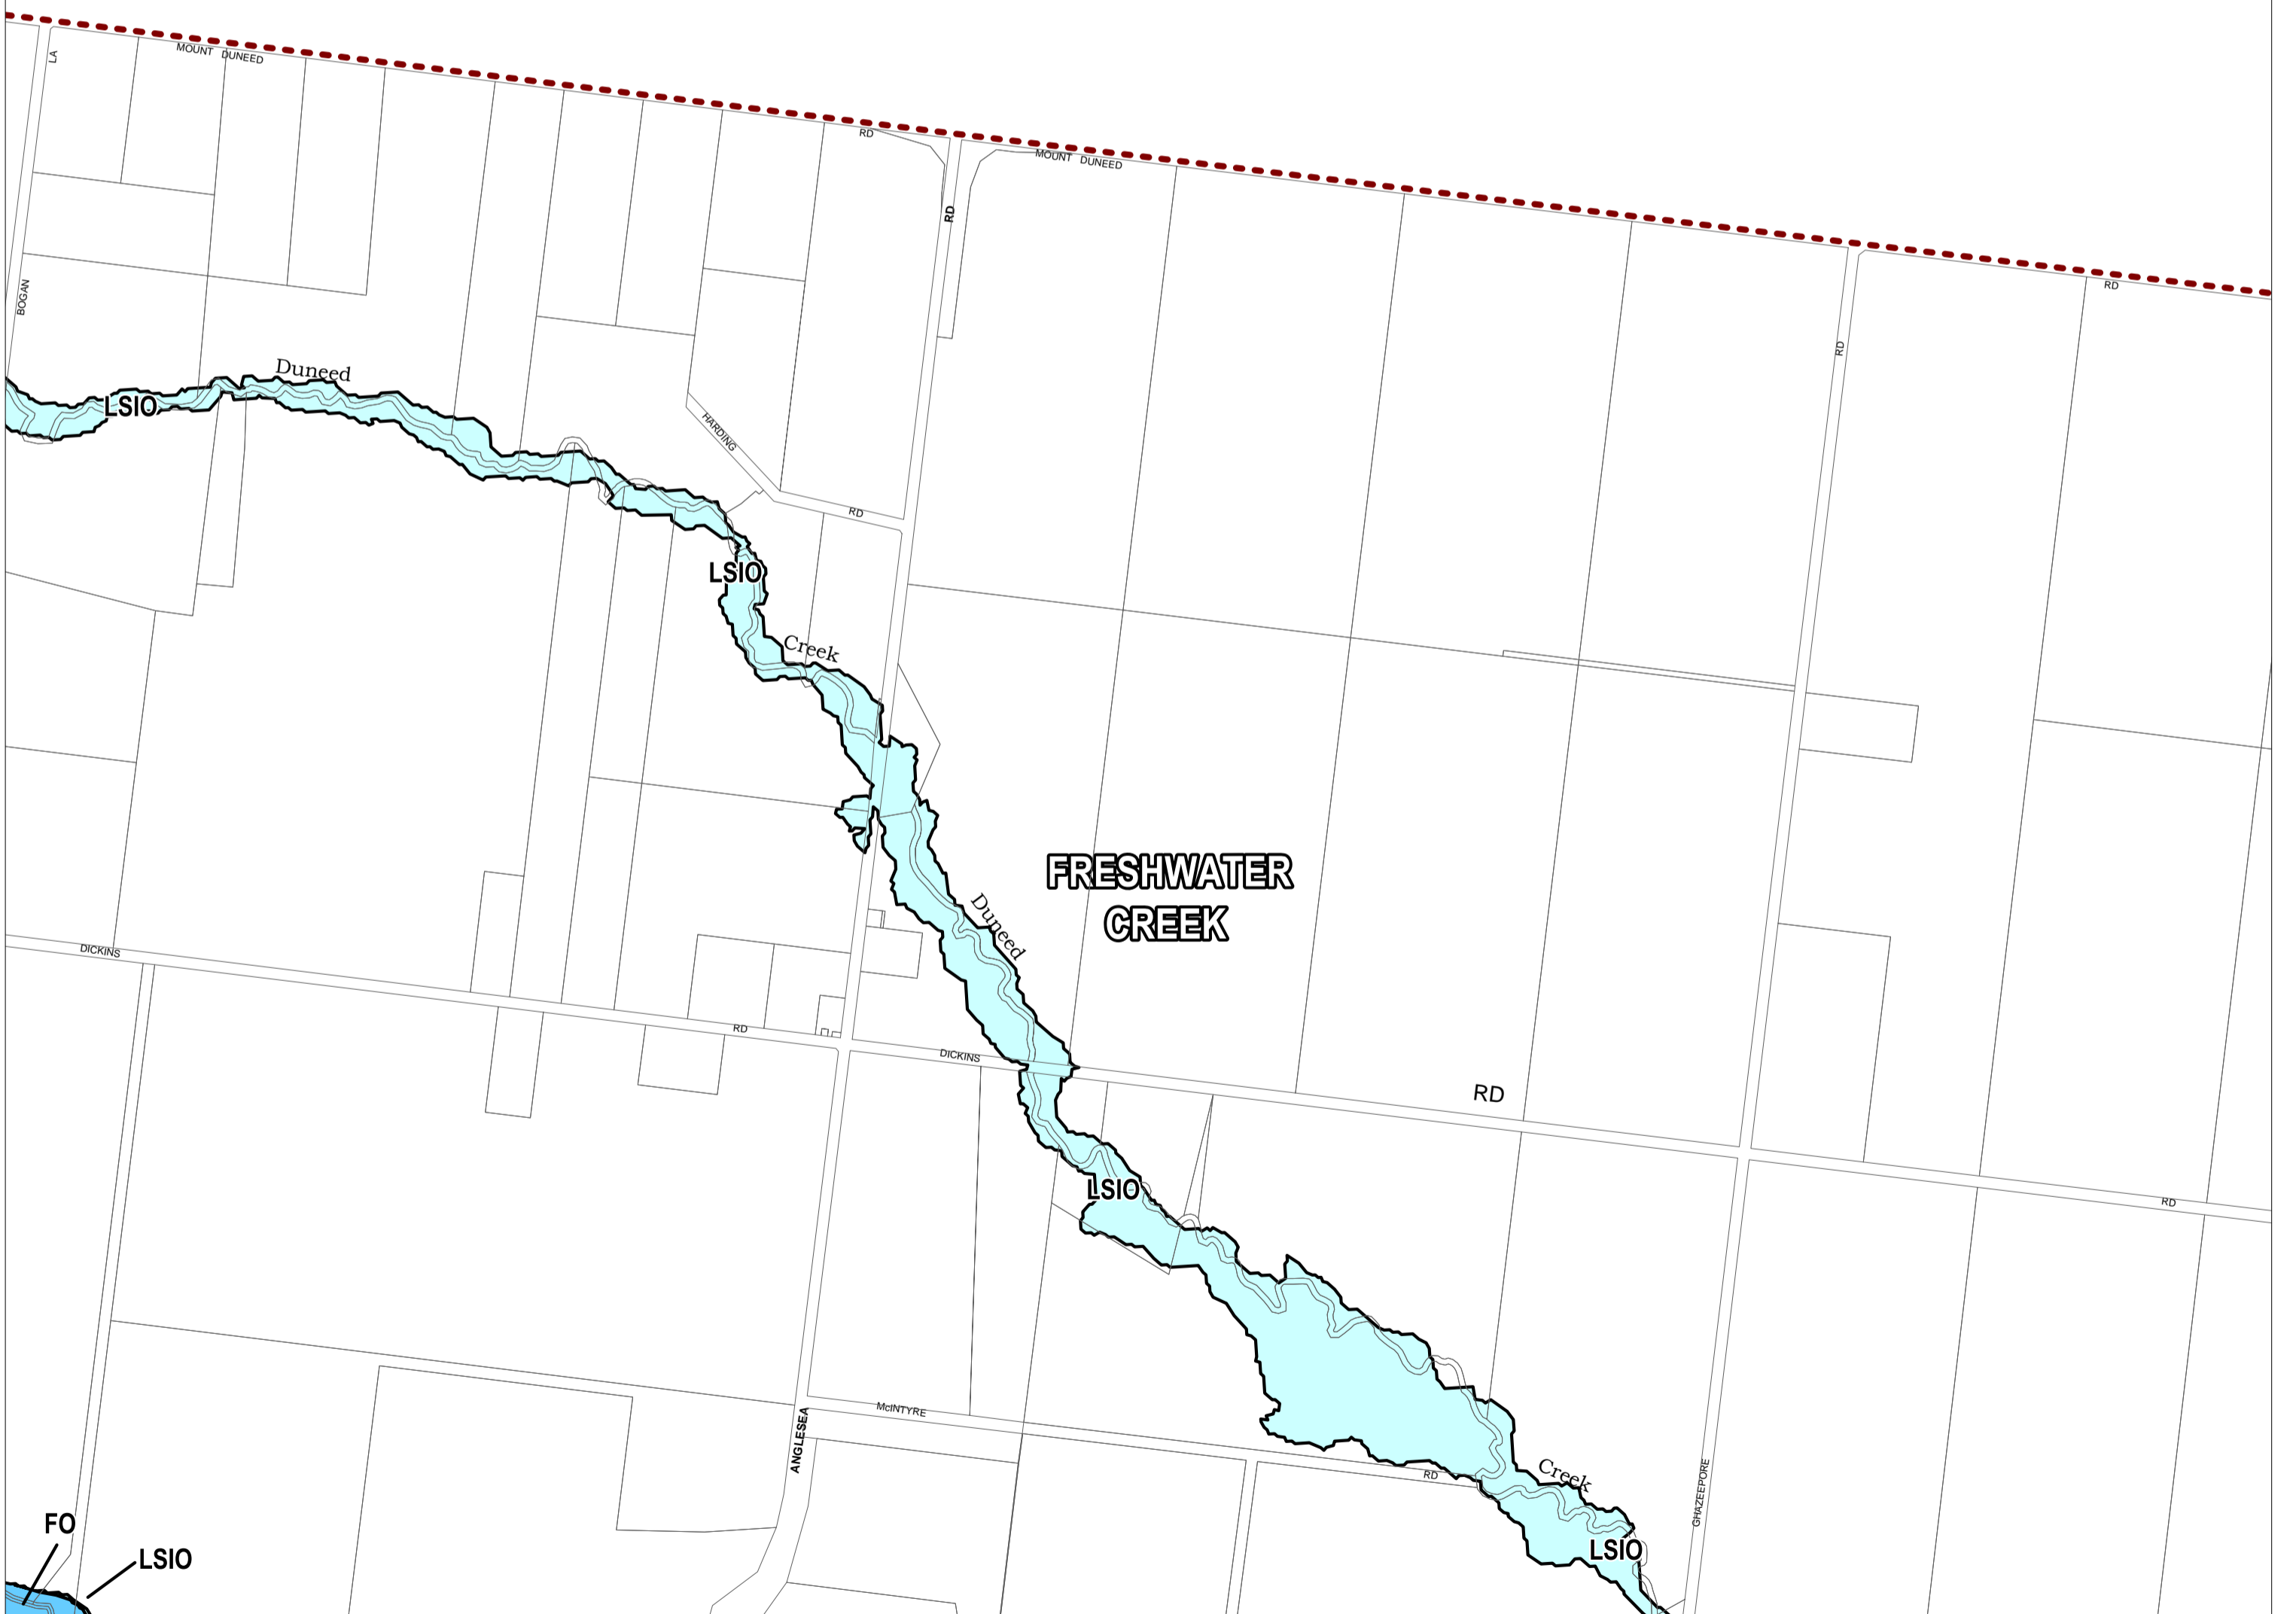 LA
MOUNT DUNEED
RD
MOUNT DUNEED
RD
RD
BOGAN
RD
Duneed
LSIO
HARDING
RD
LSIO
Creek
FRESHWATER
CREEK
Duneed
DICKINS
RD
DICKINS
RD
LSIO
RD
McINTYRE
ANGLESEA
RD
Creek
GHAZEEPORE
FO
LSIO
LSIO